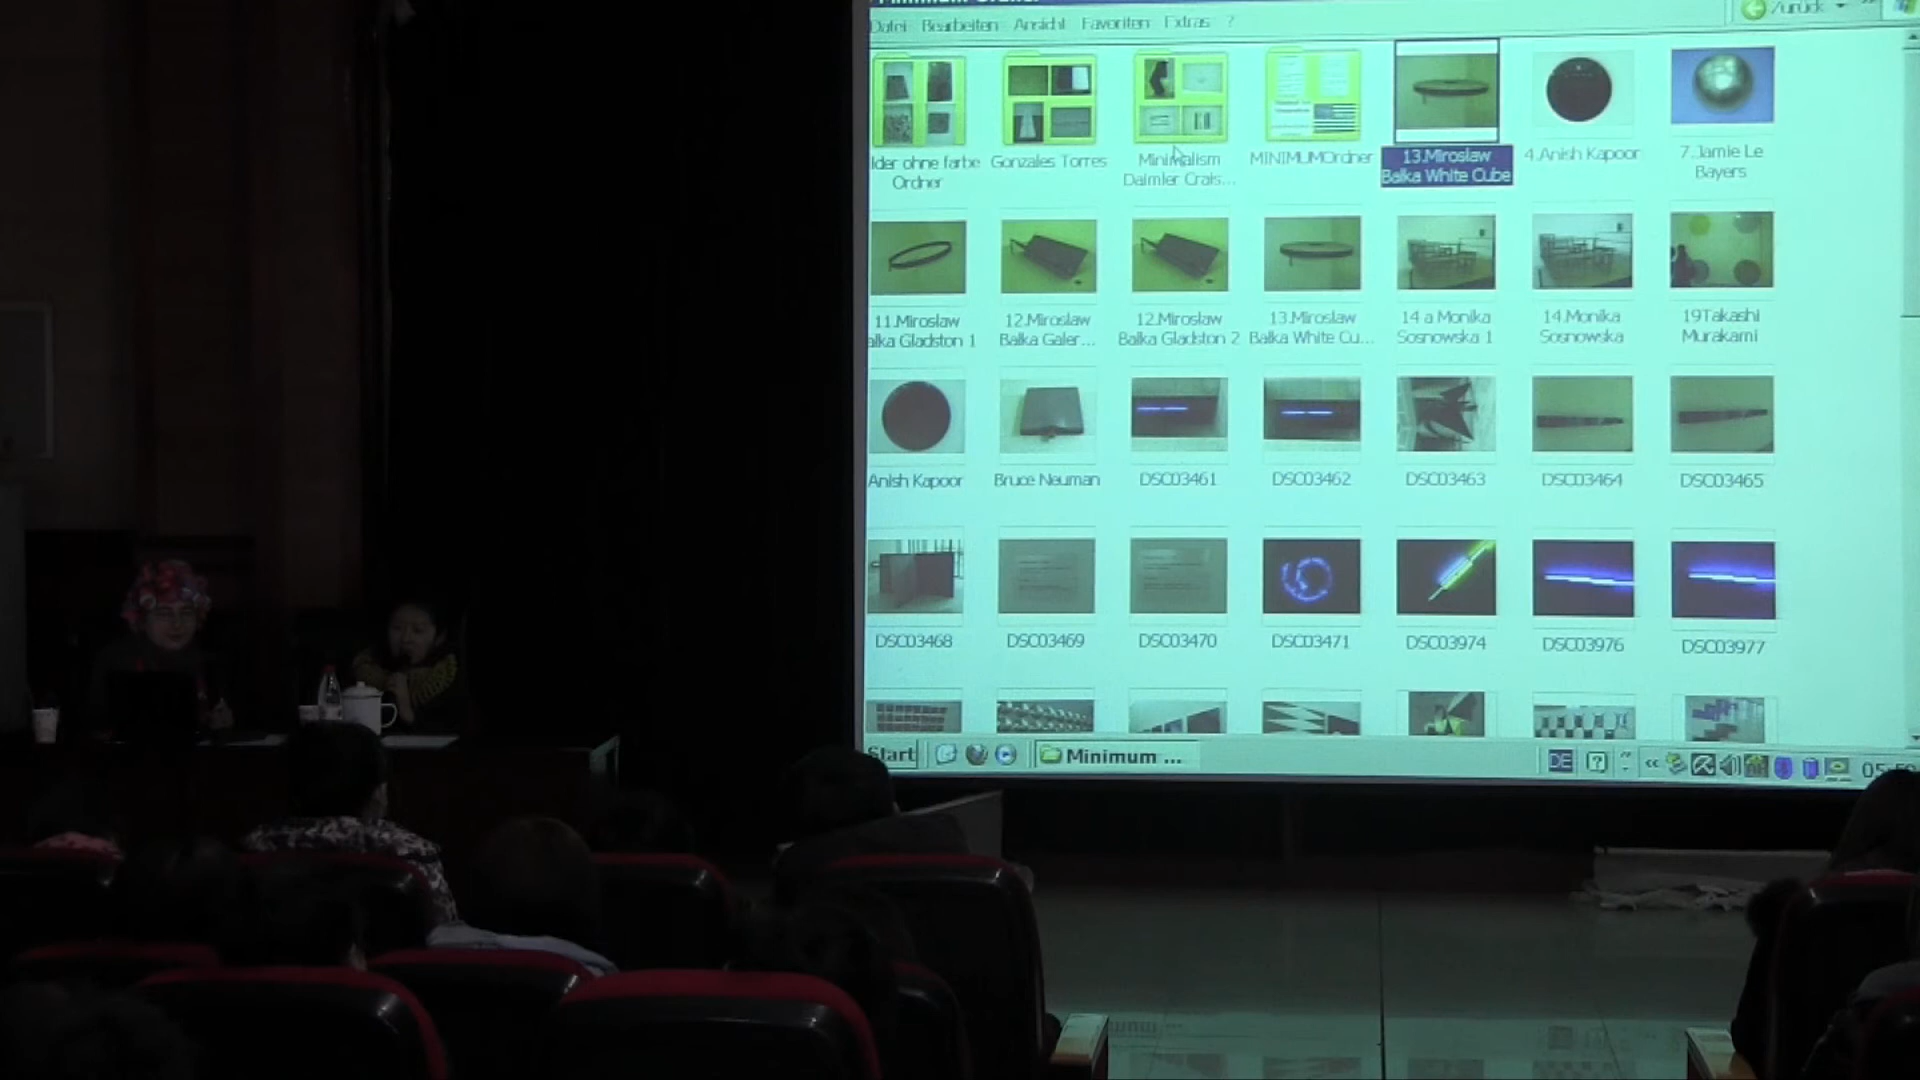 Datei Bearbeiten Ansicht Favoriten Extras ?
Zurück
lder ohne farbe
Ordner
Gonzales Torres
Minimalism
Daimler Crais...
MINIMUMOrdner
13.Miroslaw
Balka White Cube
4.Anish Kapoor
7.Jamie Le
Bayers
11.Miroslaw
alka Gladston 1
12.Miroslaw
Balka Galer...
12.Miroslaw
Balka Gladston 2
13.Miroslaw
Balka White Cu...
14 a Monika
Sosnowska 1
14.Monika
Sosnowska
19Takashi
Murakami
Anish Kapoor
Bruce Neuman
DSC03461
DSC03462
DSC03463
DSC03464
DSC03465
DSC03468
DSC03469
DSC03470
DSC03471
DSC03974
DSC03976
DSC03977
Start
Minimum ...
DE